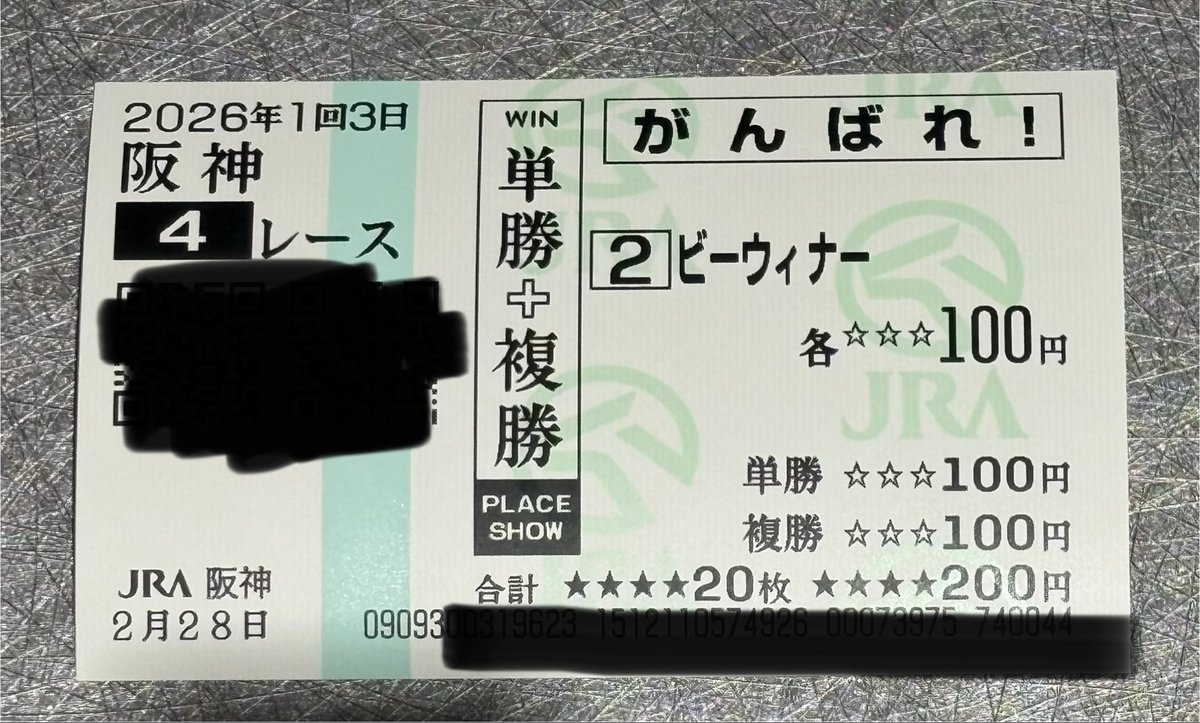 2026年1回3日
阪神
4レース
WIN
単勝+複勝
PLACE
SHOW
がんばれ!
2 ビーウィナー
各☆☆☆100円
単勝 ☆☆☆100円
複勝 ☆☆☆100円
合計 ★★★★20枚 ★★★★200円
JRA 阪神
2月28日
JRA
JRA
JRA